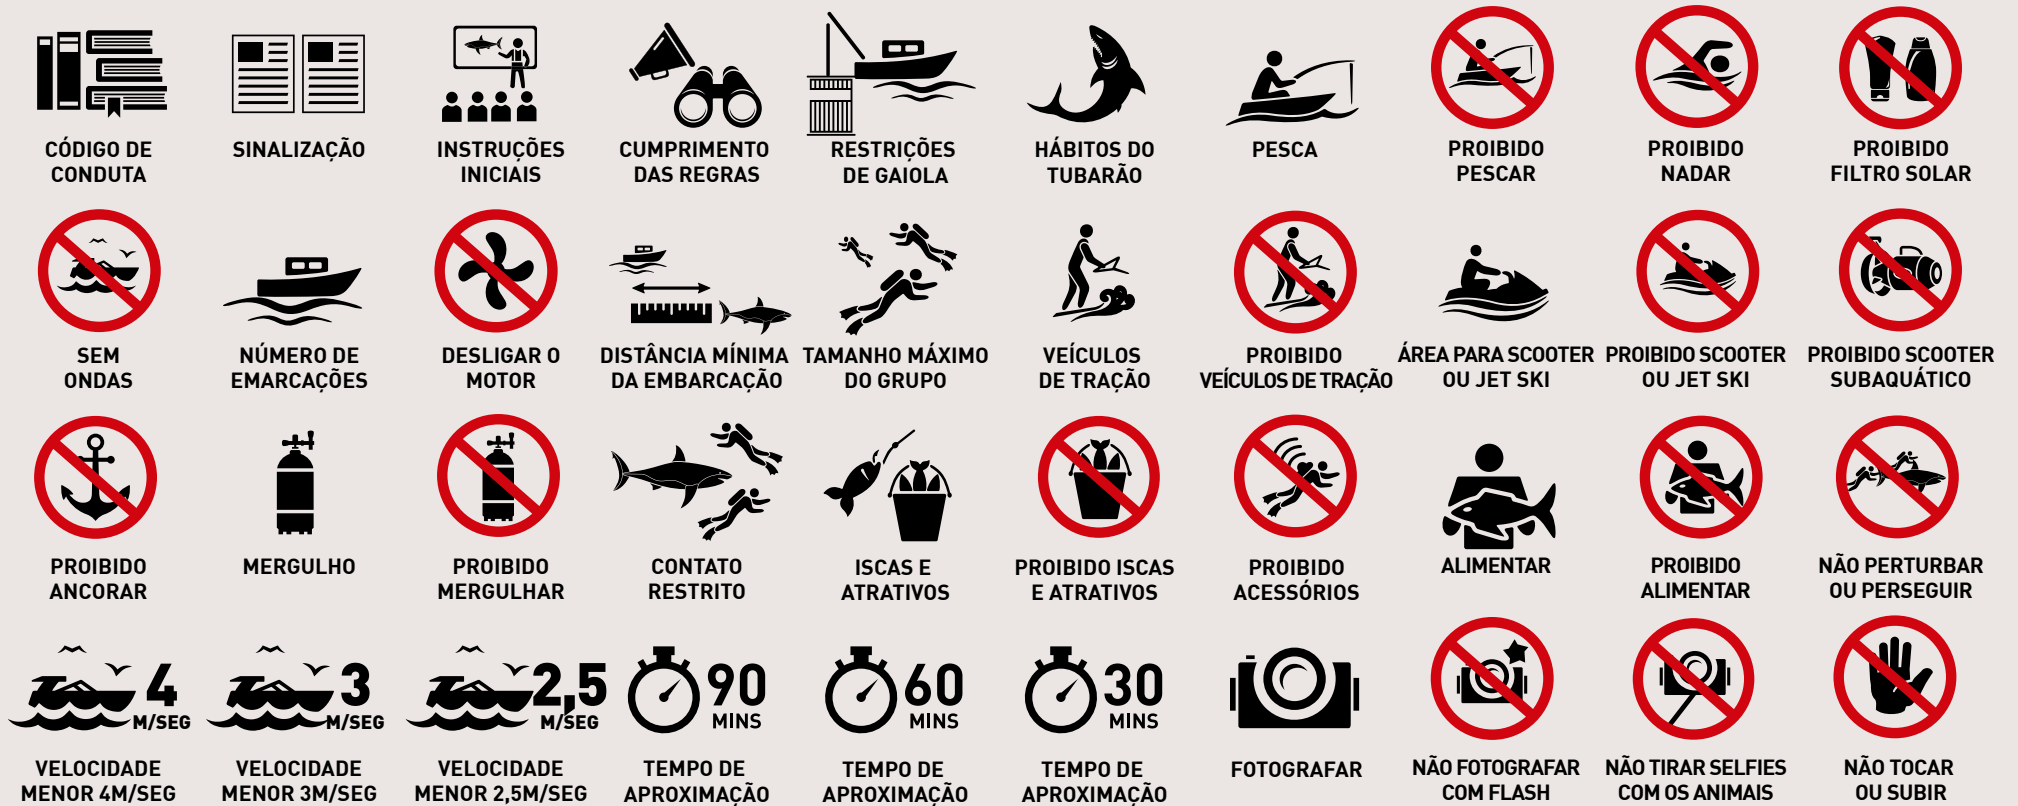 CÓDIGO DE
CONDUTA
SINALIZAÇÃO
INSTRUÇÕES
INICIAIS
CUMPRIMENTO
DAS REGRAS
RESTRIÇÕES
DE GAIOLA
HÁBITOS DO
TUBARÃO
PESCA
PROIBIDO
PESCAR
PROIBIDO
NADAR
PROIBIDO
FILTRO SOLAR
SEM
ONDAS
NÚMERO DE
EMARCAÇÕES
DESLIGAR O
MOTOR
DISTÂNCIA MÍNIMA
DA EMBARCAÇÃO
TAMANHO MÁXIMO
DO GRUPO
VEÍCULOS
DE TRAÇÃO
PROIBIDO
VEÍCULOS DE TRAÇÃO
ÁREA PARA SCOOTER
OU JET SKI
PROIBIDO SCOOTER
OU JET SKI
PROIBIDO SCOOTER
SUBAQUÁTICO
PROIBIDO
ANCORAR
MERGULHO
PROIBIDO
MERGULHAR
CONTATO
RESTRITO
ISCAS E
ATRATIVOS
PROIBIDO ISCAS
E ATRATIVOS
PROIBIDO
ACESSÓRIOS
ALIMENTAR
PROIBIDO
ALIMENTAR
NÃO PERTURBAR
OU PERSEGUIR
4
M/SEG
VELOCIDADE
MENOR 4M/SEG
3
M/SEG
VELOCIDADE
MENOR 3M/SEG
2,5
M/SEG
VELOCIDADE
MENOR 2,5M/SEG
90
MINS
TEMPO DE
APROXIMAÇÃO
60
MINS
TEMPO DE
APROXIMAÇÃO
30
MINS
TEMPO DE
APROXIMAÇÃO
FOTOGRAFAR
NÃO FOTOGRAFAR
COM FLASH
NÃO TIRAR SELFIES
COM OS ANIMAIS
NÃO TOCAR
OU SUBIR